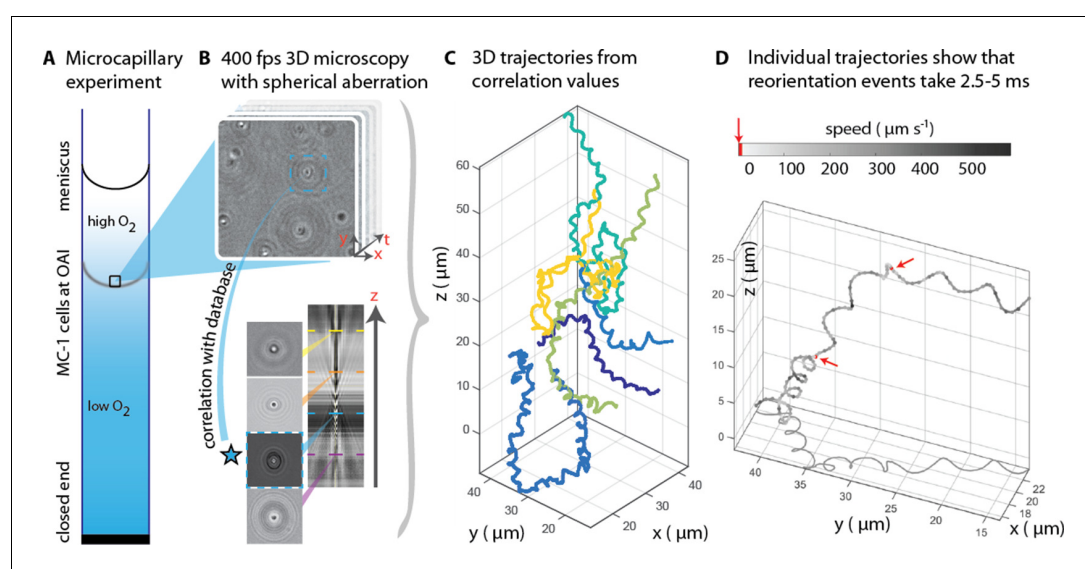 A Microcapillary
experiment
meniscus
high O2
MC-1 cells at OAI
low O2
closed end
B 400 fps 3D microscopy
with spherical aberration
y
t
x
correlation with database
z
C 3D trajectories from
correlation values
60
50
40
30
20
10
0
z ( µm)
40
30
20
y ( µm)
40
30
20
x ( µm)
D Individual trajectories show that
reorientation events take 2.5-5 ms
speed ( µm s-1)
0 100 200 300 400 500
25
20
15
10
5
0
z ( µm)
40
35
30
25
20
15
y ( µm)
22
20
18
x ( µm)